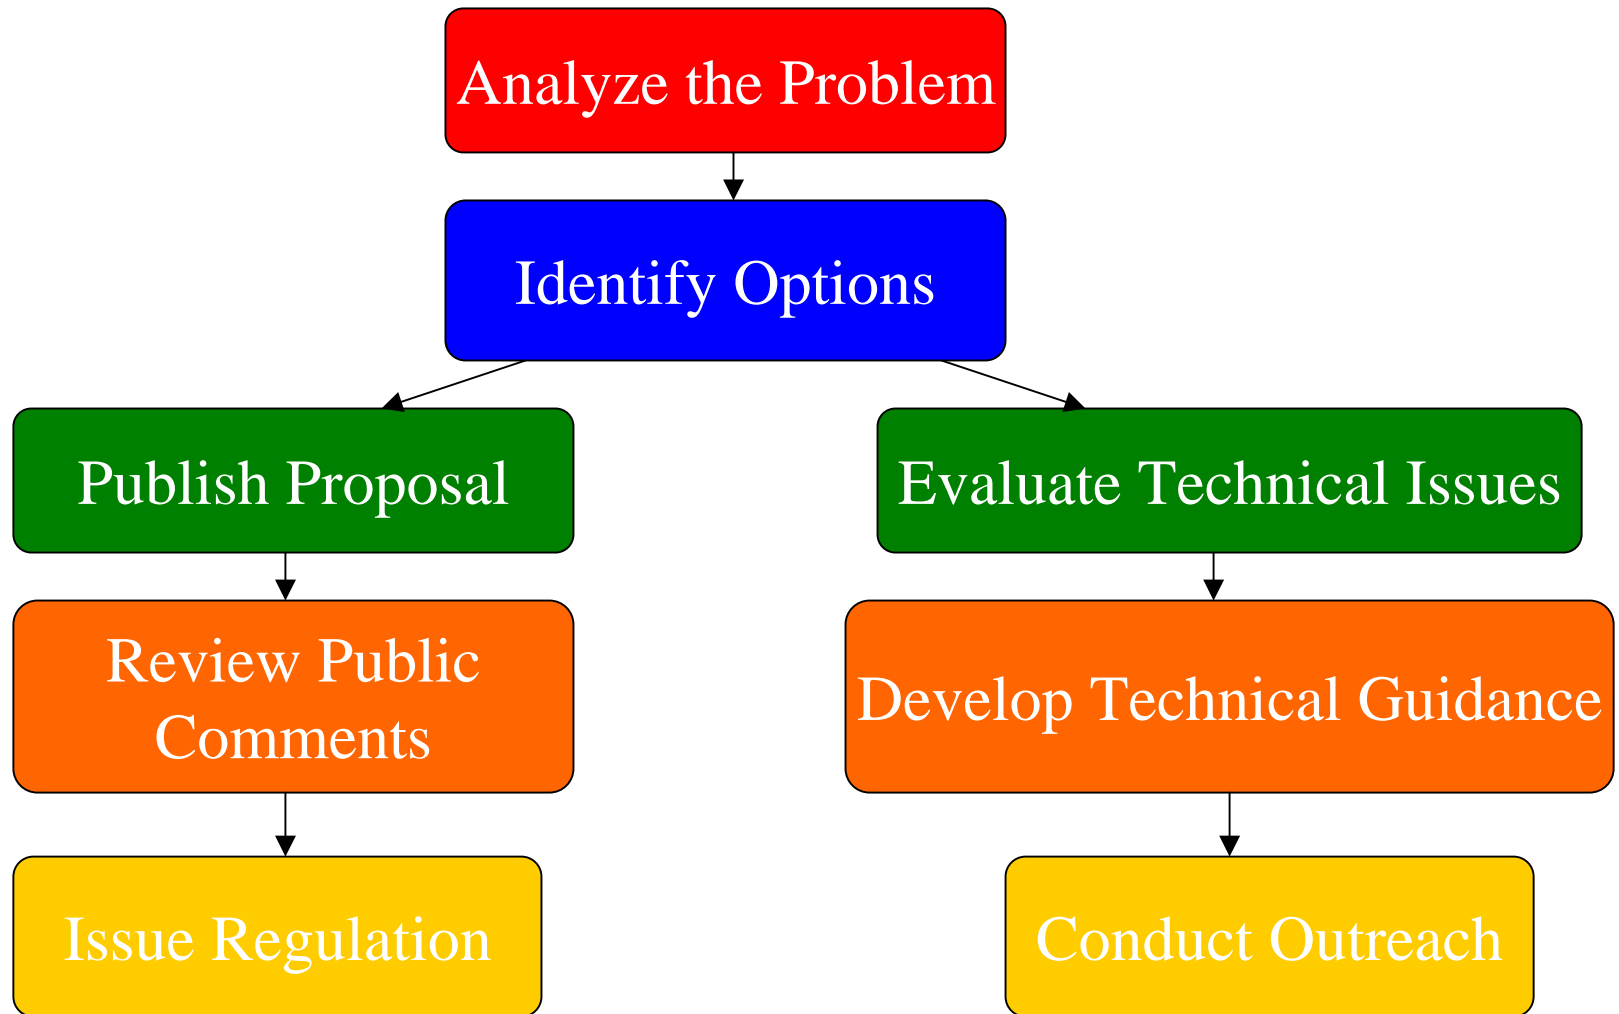 Analyze the Problem
Identify Options
Publish Proposal
Evaluate Technical Issues
Review Public
Comments
Develop Technical Guidance
Issue Regulation
Conduct Outreach